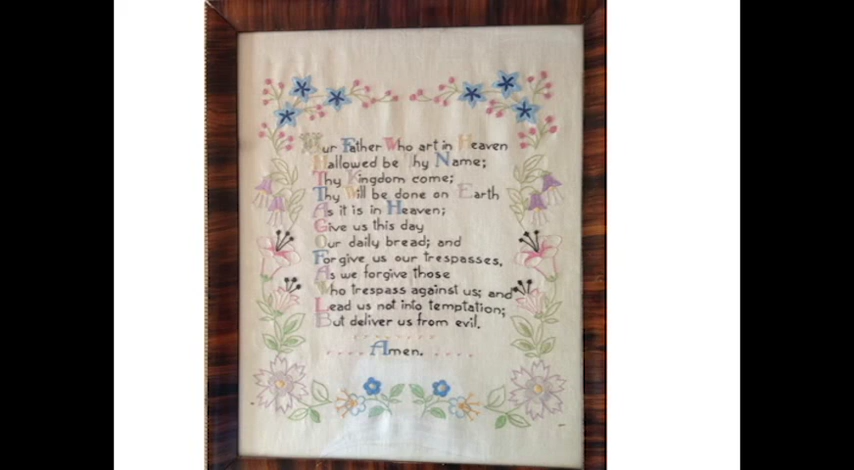 Our Father Who art in Heaven
Hallowed be Thy Name;
Thy Kingdom come;
Thy Will be done on Earth
As it is in Heaven;
Give us this day
Our daily bread; and
Forgive us our trespasses,
As we forgive those
Who trespass against us; and
Lead us not into temptation;
But deliver us from evil.
Amen.